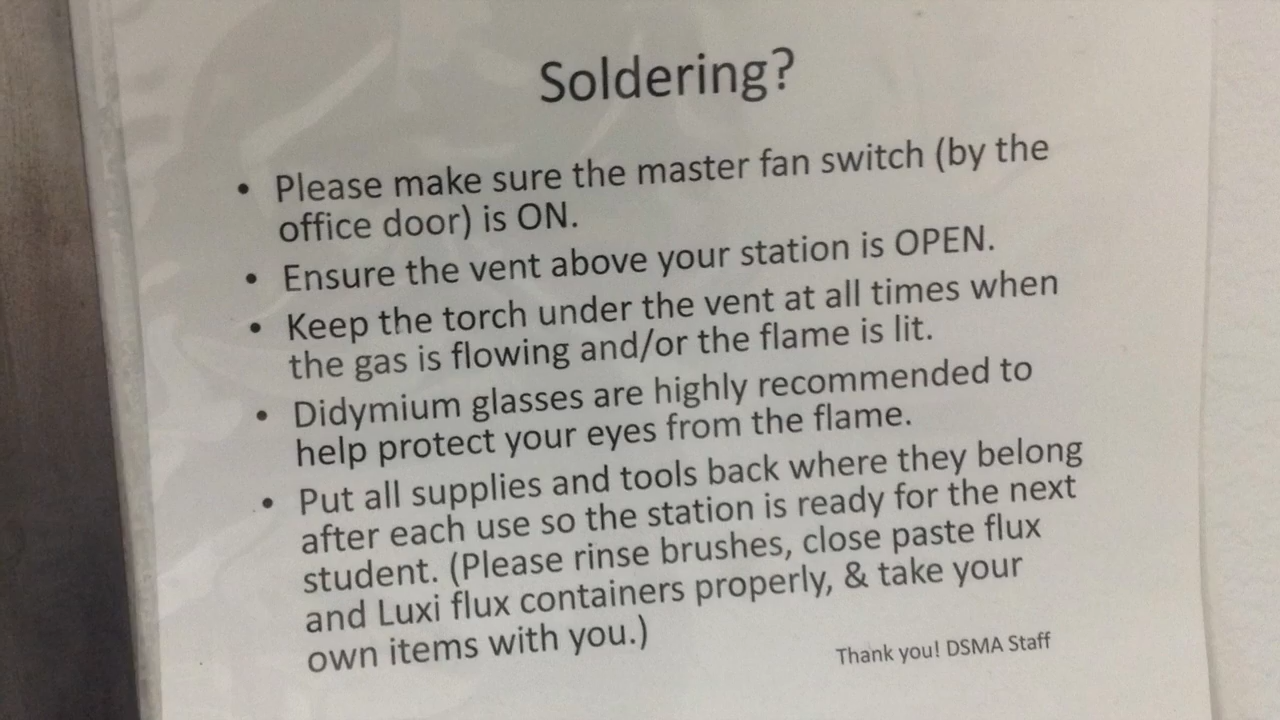 Soldering?
• Please make sure the master fan switch (by the
office door) is ON.
• Ensure the vent above your station is OPEN.
• Keep the torch under the vent at all times when
the gas is flowing and/or the flame is lit.
• Didymium glasses are highly recommended to
help protect your eyes from the flame.
• Put all supplies and tools back where they belong
after each use so the station is ready for the next
student. (Please rinse brushes, close paste flux
and Luxi flux containers properly, & take your
own items with you.)
Thank you! DSMA Staff